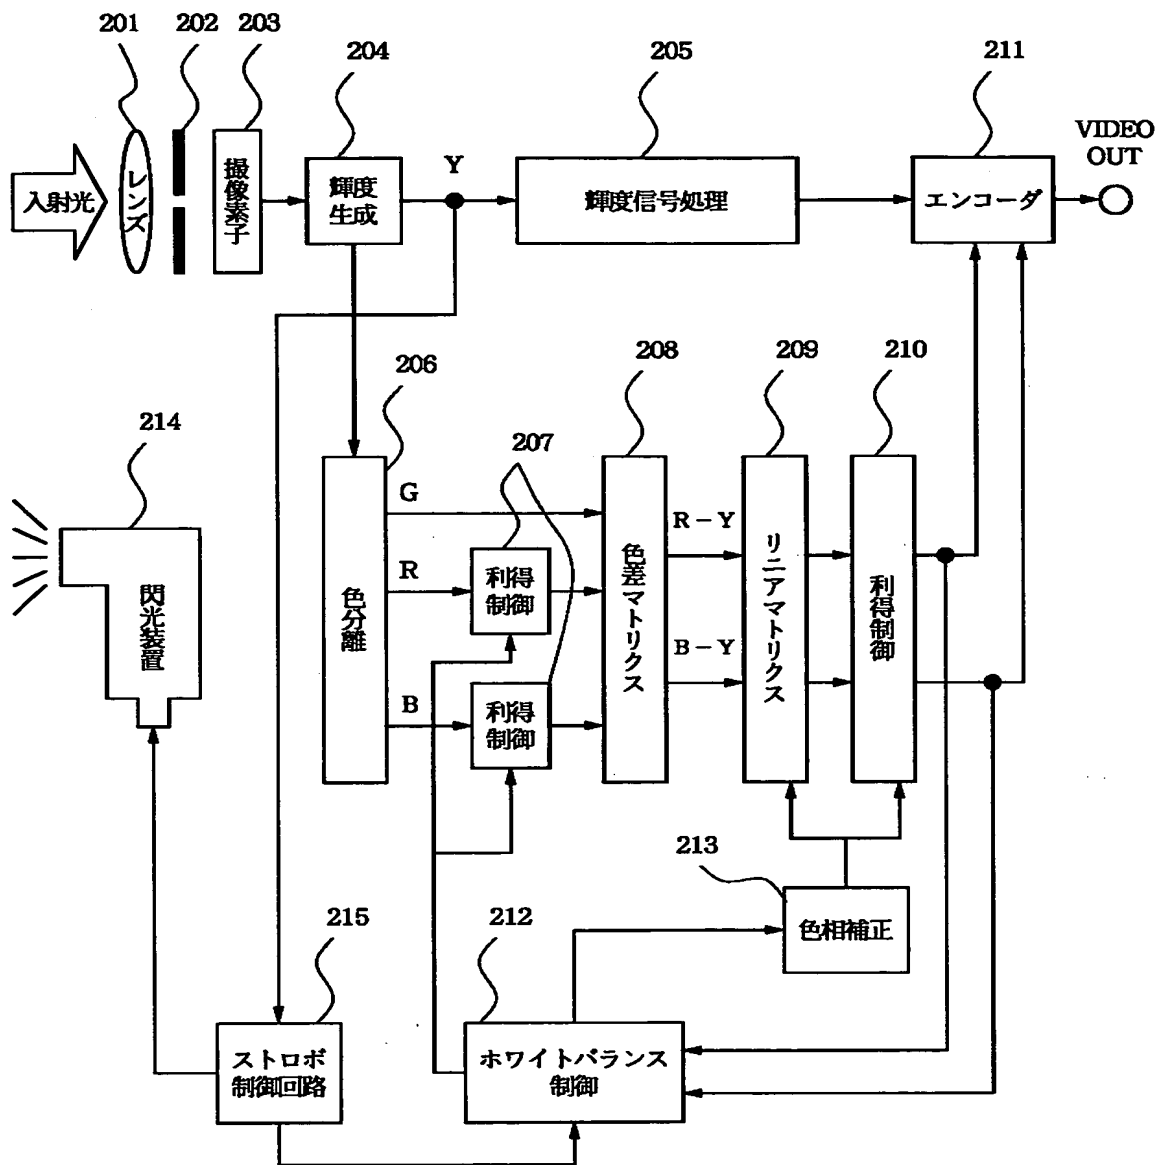 201
202
203
204
205
211
VIDEO
OUT
入射光
レンズ
撮像素子
輝度
生成
Y
輝度信号処理
エンコーダ
206
208
209
210
214
207
G
R
B
色分離
利得
制御
利得
制御
色差マトリクス
R－Y
B－Y
リニアマトリクス
利得制御
閃光装置
213
色相補正
215
212
ストロボ
制御回路
ホワイトバランス
制御